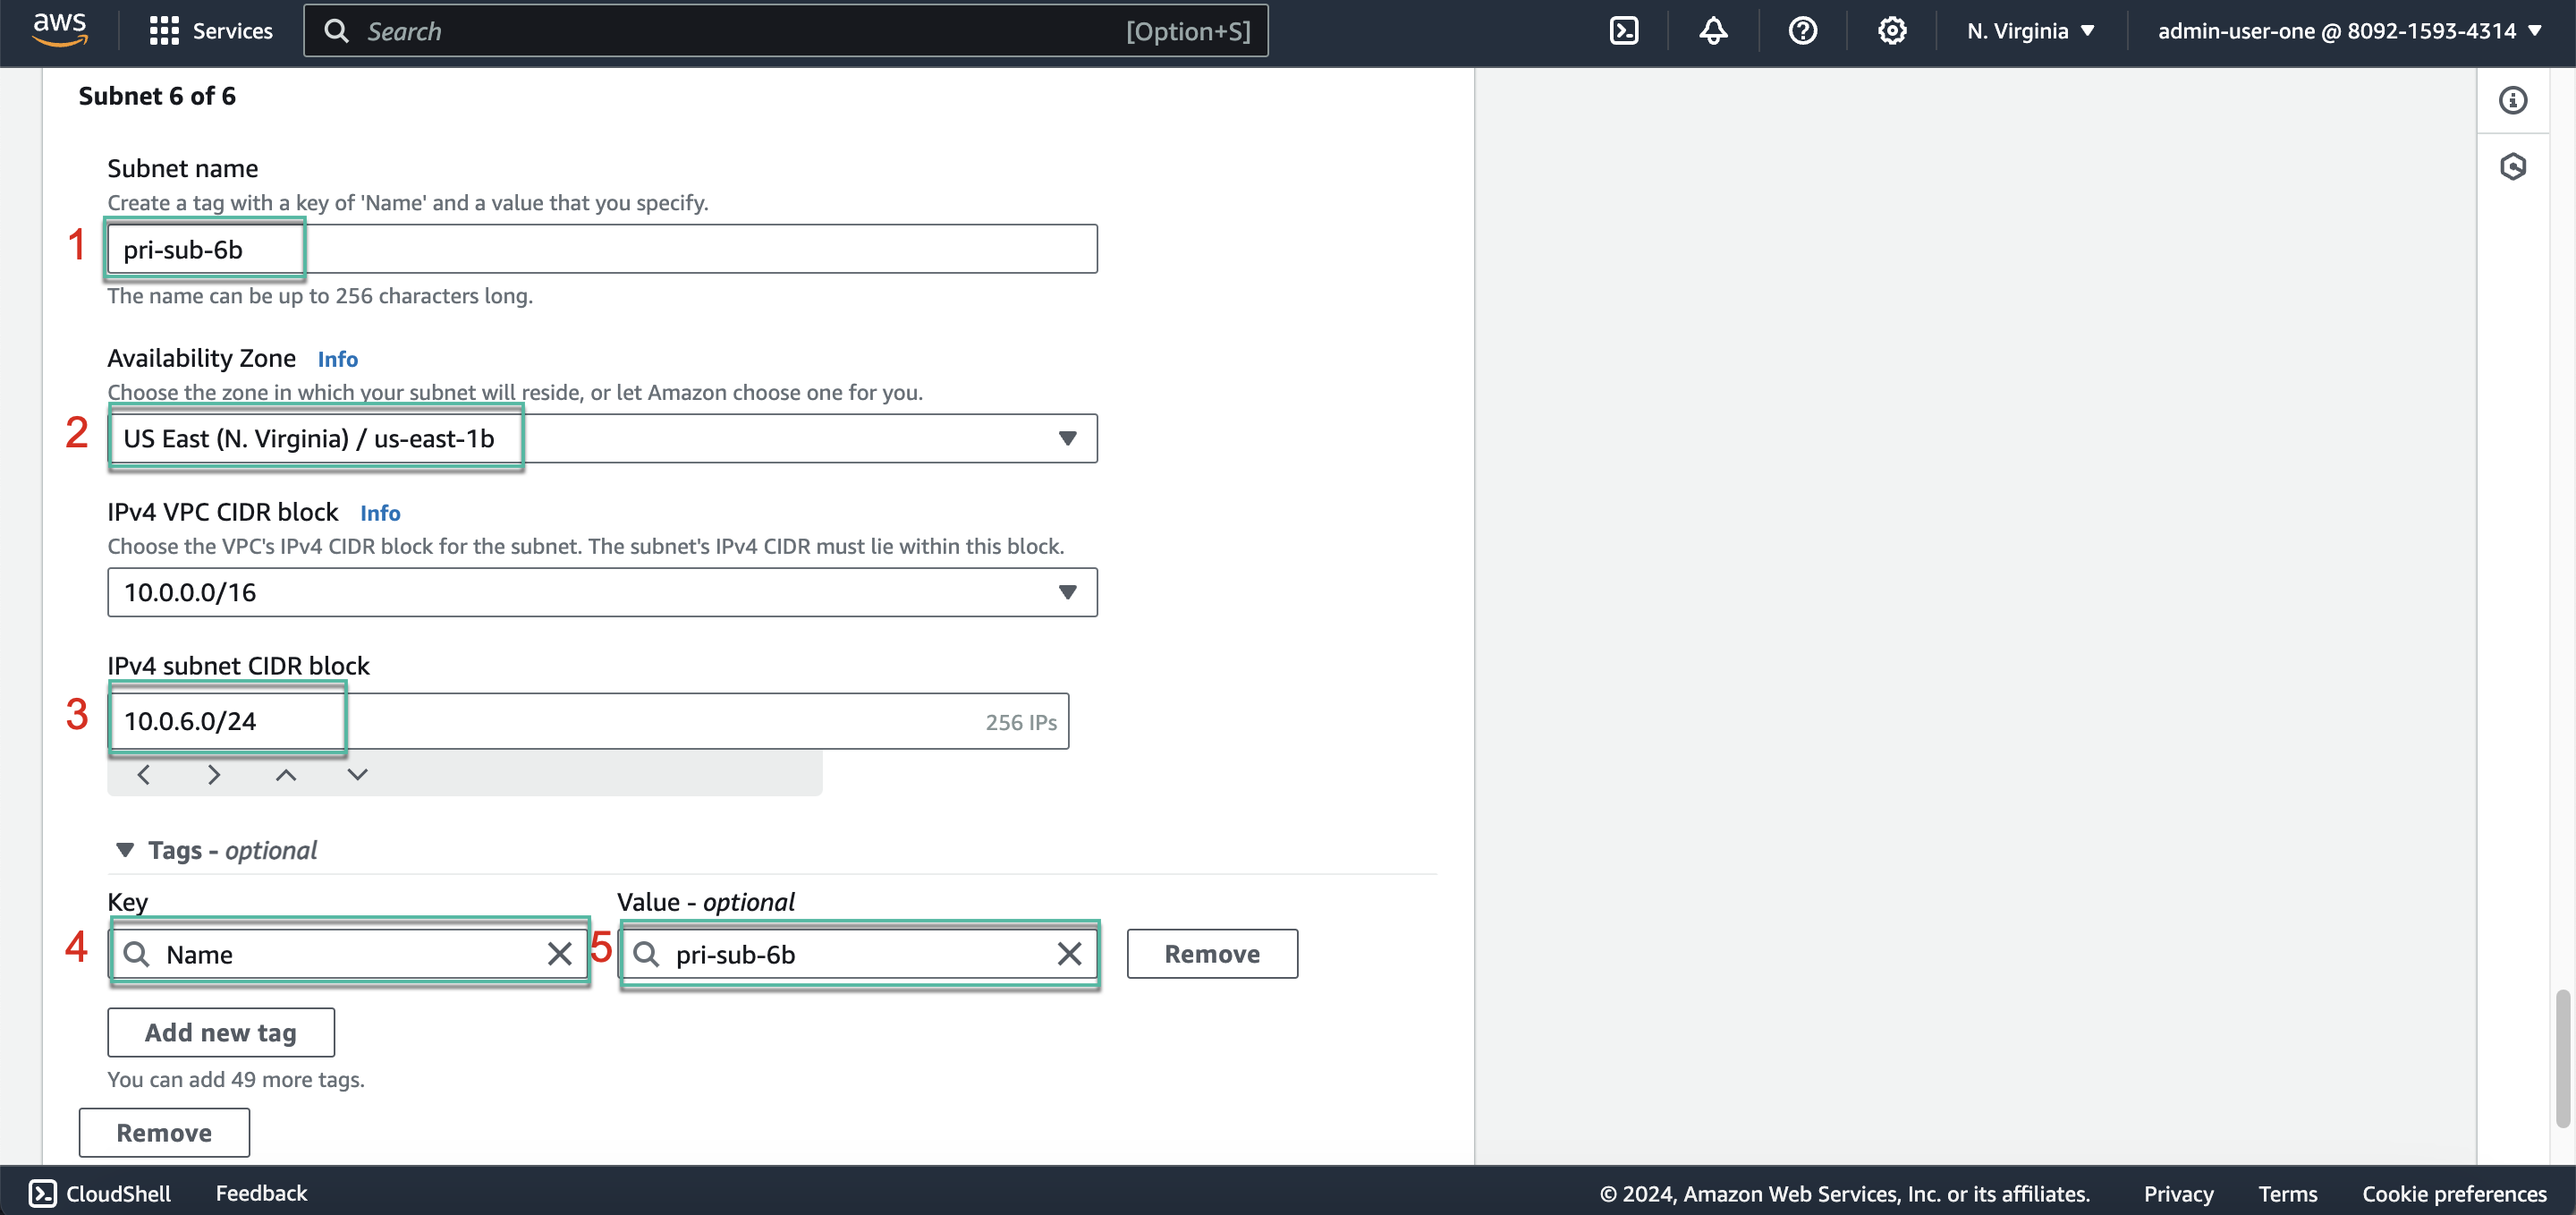 aws Services Search [Option+S] N. Virginia ▼ admin-user-one @ 8092-1593-4314 ▼
Subnet 6 of 6
Subnet name
Create a tag with a key of 'Name' and a value that you specify.
1 pri-sub-6b
The name can be up to 256 characters long.
Availability Zone Info
Choose the zone in which your subnet will reside, or let Amazon choose one for you.
2 US East (N. Virginia) / us-east-1b
IPv4 VPC CIDR block Info
Choose the VPC's IPv4 CIDR block for the subnet. The subnet's IPv4 CIDR must lie within this block.
10.0.0.0/16
IPv4 subnet CIDR block
3 10.0.6.0/24 256 IPs
Tags - optional
Key Value - optional
4 Name 5 pri-sub-6b Remove
Add new tag
You can add 49 more tags.
Remove
CloudShell Feedback © 2024, Amazon Web Services, Inc. or its affiliates. Privacy Terms Cookie preferences